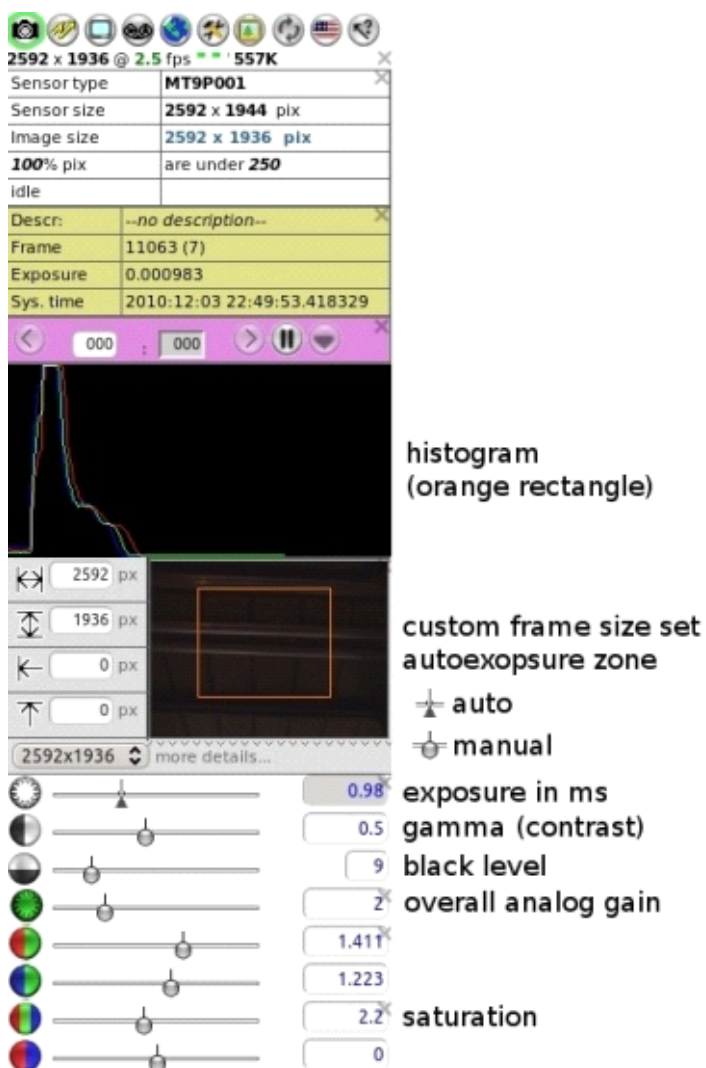 2592 x 1936 @ 2.5 fps 557K
Sensor type MT9P001
Sensor size 2592 x 1944 pix
Image size 2592 x 1936 pix
100% pix are under 250
idle
Descr: --no description--
Frame 11063 (7)
Exposure 0.000983
Sys. time 2010:12:03 22:49:53.418329
000 : 000
histogram
(orange rectangle)
2592 px
1936 px
0 px
0 px
custom frame size set
autoexopsure zone
auto
manual
2592x1936 more details...
0.98 exposure in ms
0.5 gamma (contrast)
9 black level
2 overall analog gain
1.411
1.223
2.2 saturation
0